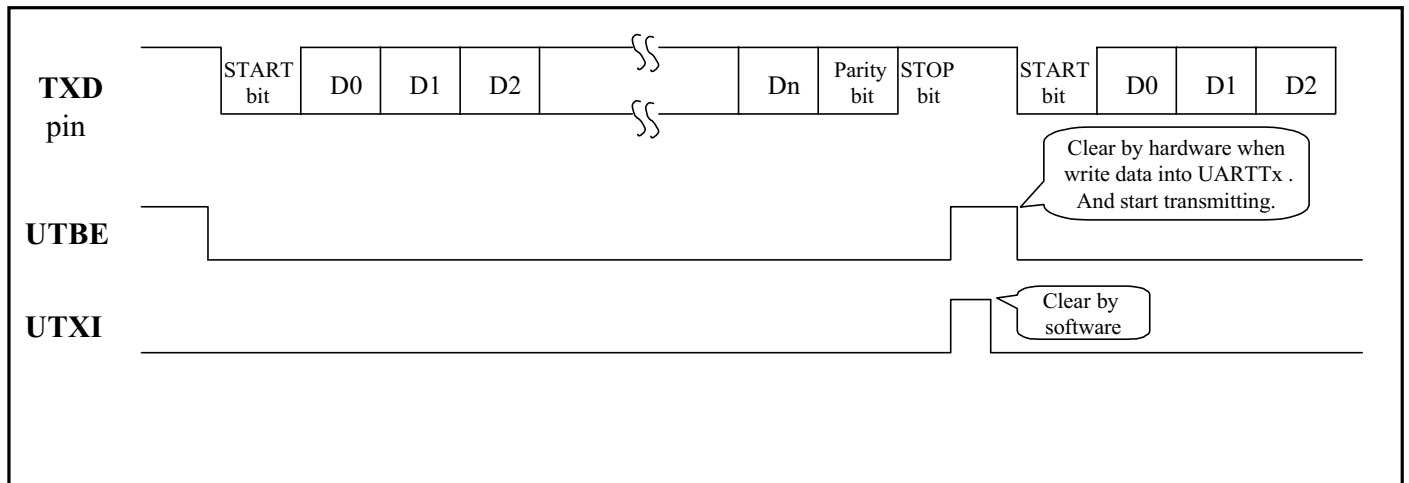 TXD
pin
START
bit
D0
D1
D2
Dn
Parity
bit
STOP
bit
START
bit
D0
D1
D2
Clear by hardware when
write data into UARTTx .
And start transmitting.
UTBE
UTXI
Clear by
software